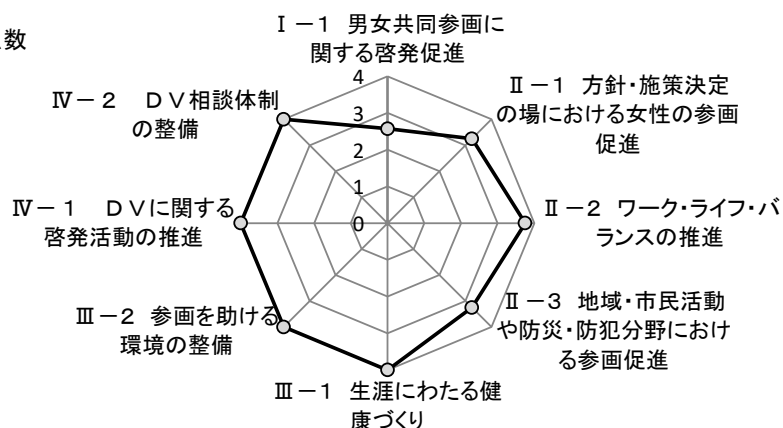 数
Ⅰ－１ 男女共同参画に
関する啓発促進
Ⅱ－１ 方針・施策決定
の場における女性の参画
促進
Ⅱ－２ ワーク・ライフ・バ
ランスの推進
Ⅱ－３ 地域・市民活動
や防災・防犯分野におけ
る参画促進
Ⅲ－１ 生涯にわたる健
康づくり
Ⅲ－２ 参画を助ける
環境の整備
Ⅳ－１ ＤＶに関する
啓発活動の推進
Ⅳ－２ ＤＶ相談体制
の整備
4
3
2
1
0